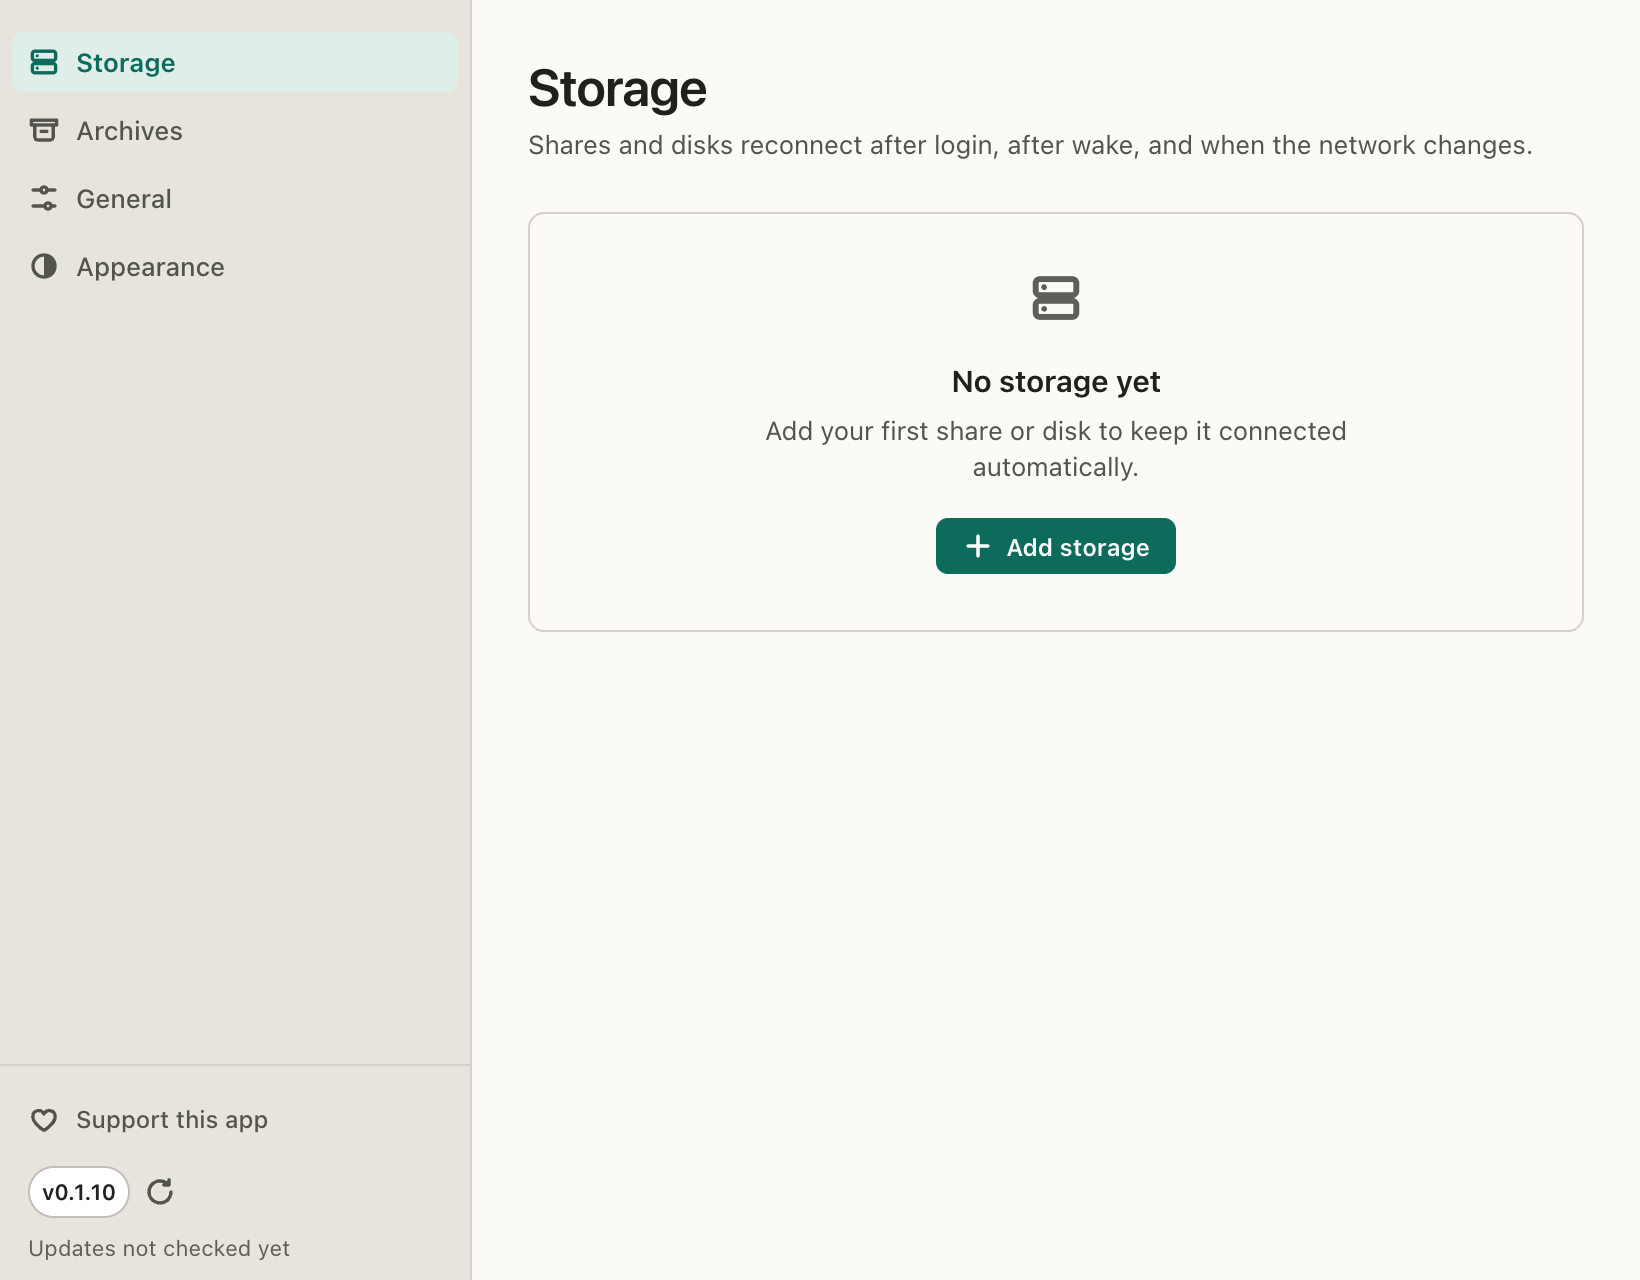 Storage
Archives
General
Appearance
Support this app
v0.1.10
Updates not checked yet
Storage
Shares and disks reconnect after login, after wake, and when the network changes.
No storage yet
Add your first share or disk to keep it connected
automatically.
Add storage